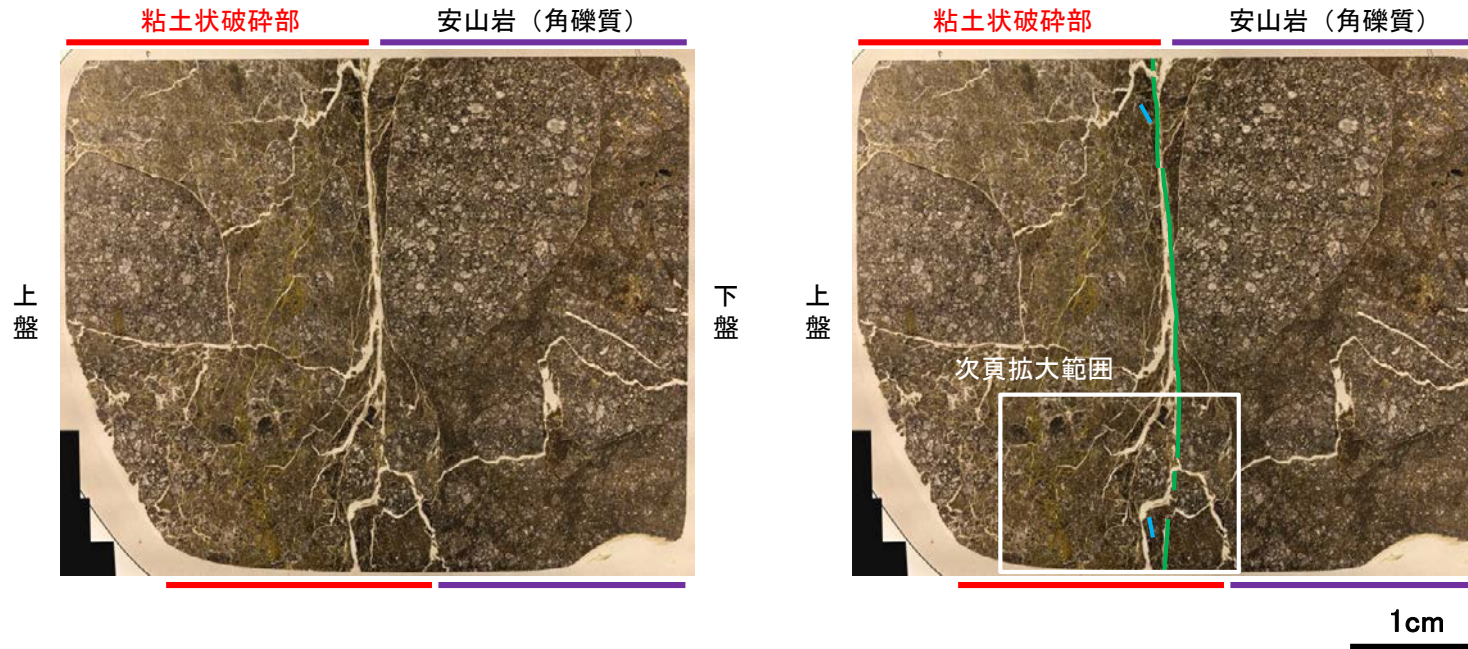 粘土状破砕部
安山岩（角礫質）
粘土状破砕部
安山岩（角礫質）
上盤
下盤
上盤
次頁拡大範囲
1cm